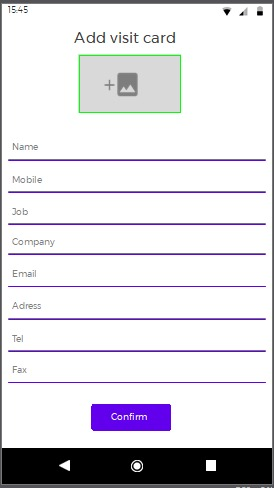 15:45
Add visit card
+
Name
Mobile
Job
Company
Email
Adress
Tel
Fax
Confirm